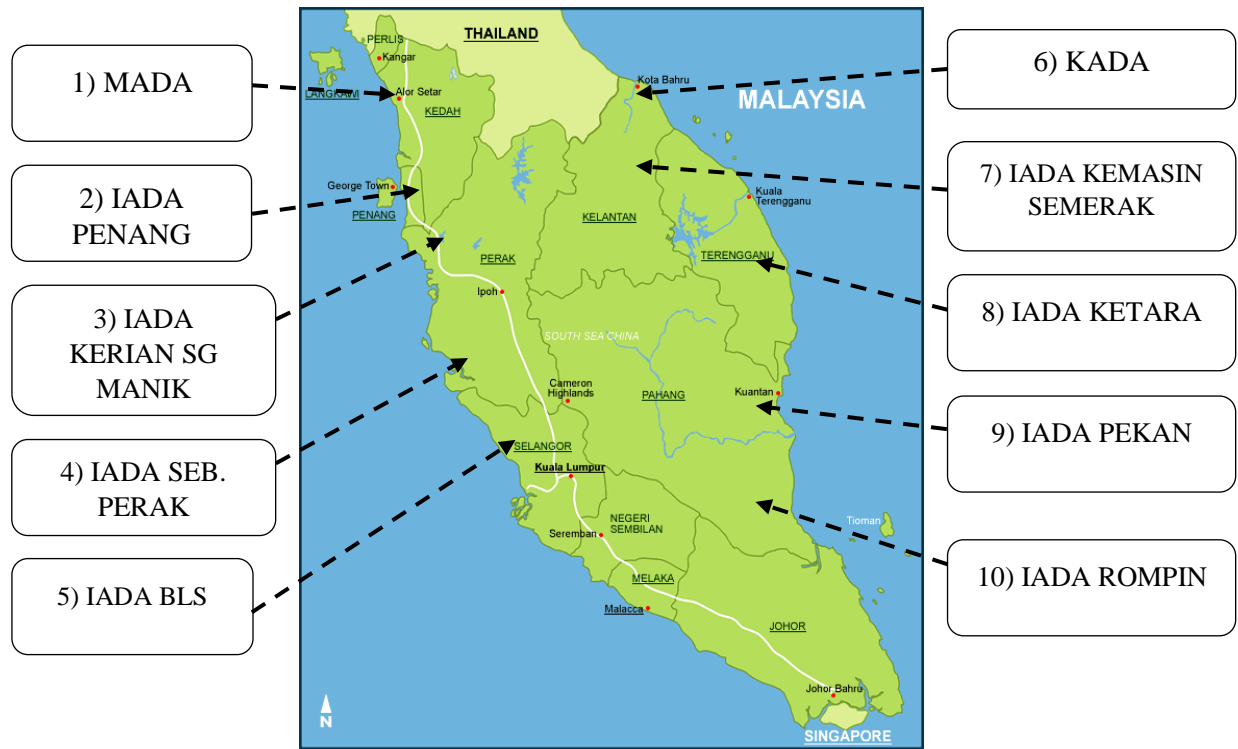 1) MADA
2) IADA
PENANG
3) IADA
KERIAN SG
MANIK
4) IADA SEB.
PERAK
5) IADA BLS
THAILAND
PERLIS
Kangar
LANGKAWI
Alor Setar
KEDAH
George Town
PENANG
PERAK
Ipoh
Kota Bahru
MALAYSIA
KELANTAN
Kuala
Terengganu
TERENGGANU
SOUTH SEA CHINA
Cameron
Highlands
PAHANG
Kuantan
SELANGOR
Kuala Lumpur
NEGERI
SEMBILAN
Seremban
Tioman
MELAKA
Malacca
JOHOR
Johor Bahru
N
SINGAPORE
6) KADA
7) IADA KEMASIN
SEMERAK
8) IADA KETARA
9) IADA PEKAN
10) IADA ROMPIN